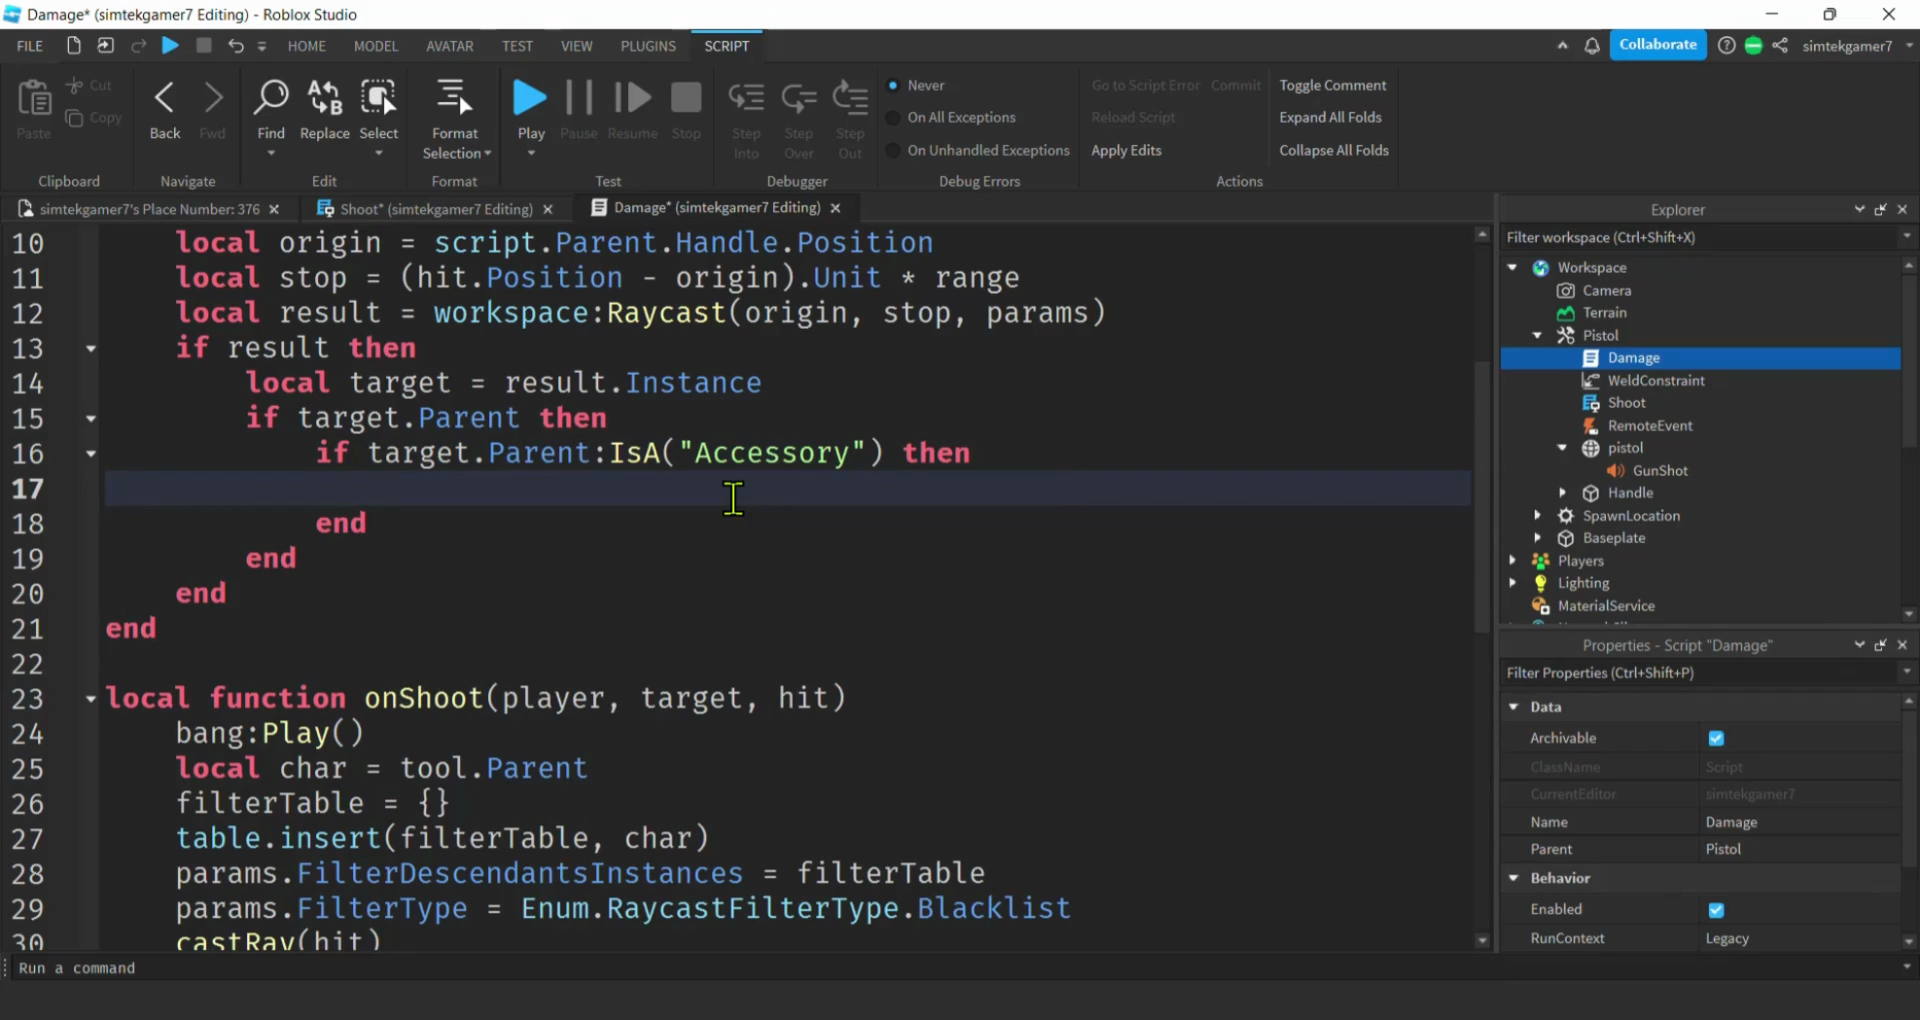 Damage* (simtekgamer7 Editing) - Roblox Studio
FILE HOME MODEL AVATAR TEST VIEW PLUGINS SCRIPT Collaborate simtekgamer7
Paste Cut Copy
Clipboard
Back Fwd
Navigate
Find Replace Select
Edit
Format Selection
Format
Play Pause Resume Stop
Test
Step Into Step Over Step Out
Debugger
Never
On All Exceptions
On Unhandled Exceptions
Debug Errors
Go to Script Error Commit
Reload Script
Apply Edits
Toggle Comment
Expand All Folds
Collapse All Folds
Actions
simtekgamer7's Place Number: 376 Shoot* (simtekgamer7 Editing) Damage* (simtekgamer7 Editing)
10 local origin = script.Parent.Handle.Position
11 local stop = (hit.Position - origin).Unit * range
12 local result = workspace:Raycast(origin, stop, params)
13 if result then
14 local target = result.Instance
15 if target.Parent then
16 if target.Parent:IsA("Accessory") then
17
18 end
19 end
20 end
21 end
22
23 local function onShoot(player, target, hit)
24 bang:Play()
25 local char = tool.Parent
26 filterTable = {}
27 table.insert(filterTable, char)
28 params.FilterDescendantsInstances = filterTable
29 params.FilterType = Enum.RaycastFilterType.Blacklist
30 castRay(hit)
Run a command
Explorer
Filter workspace (Ctrl+Shift+X)
Workspace
Camera
Terrain
Pistol
Damage
WeldConstraint
Shoot
RemoteEvent
pistol
GunShot
Handle
SpawnLocation
Baseplate
Players
Lighting
MaterialService
Properties - Script "Damage"
Filter Properties (Ctrl+Shift+P)
Data
Archivable
ClassName Script
CurrentEditor simtekgamer7
Name Damage
Parent Pistol
Behavior
Enabled
RunContext Legacy